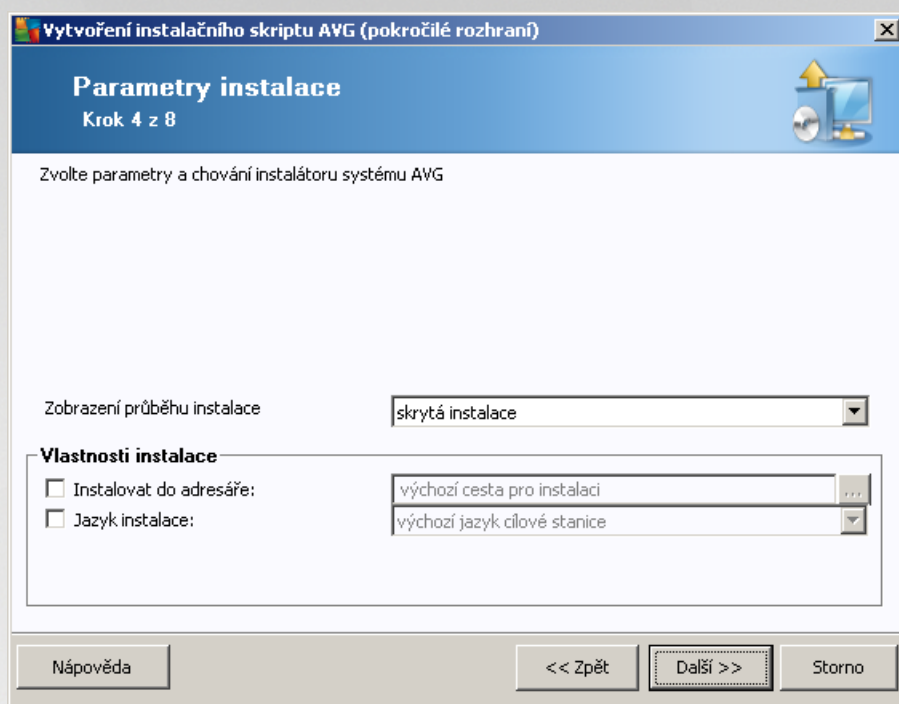 Vytvoření instalačního skriptu AVG (pokročilé rozhraní)
Parametry instalace
Krok 4 z 8
Zvolte parametry a chování instalátoru systému AVG
Zobrazení průběhu instalace
skrytá instalace
Vlastnosti instalace
Instalovat do adresáře:
výchozí cesta pro instalaci
...
Jazyk instalace:
výchozí jazyk cílové stanice
Nápověda
<< Zpět
Další >>
Storno